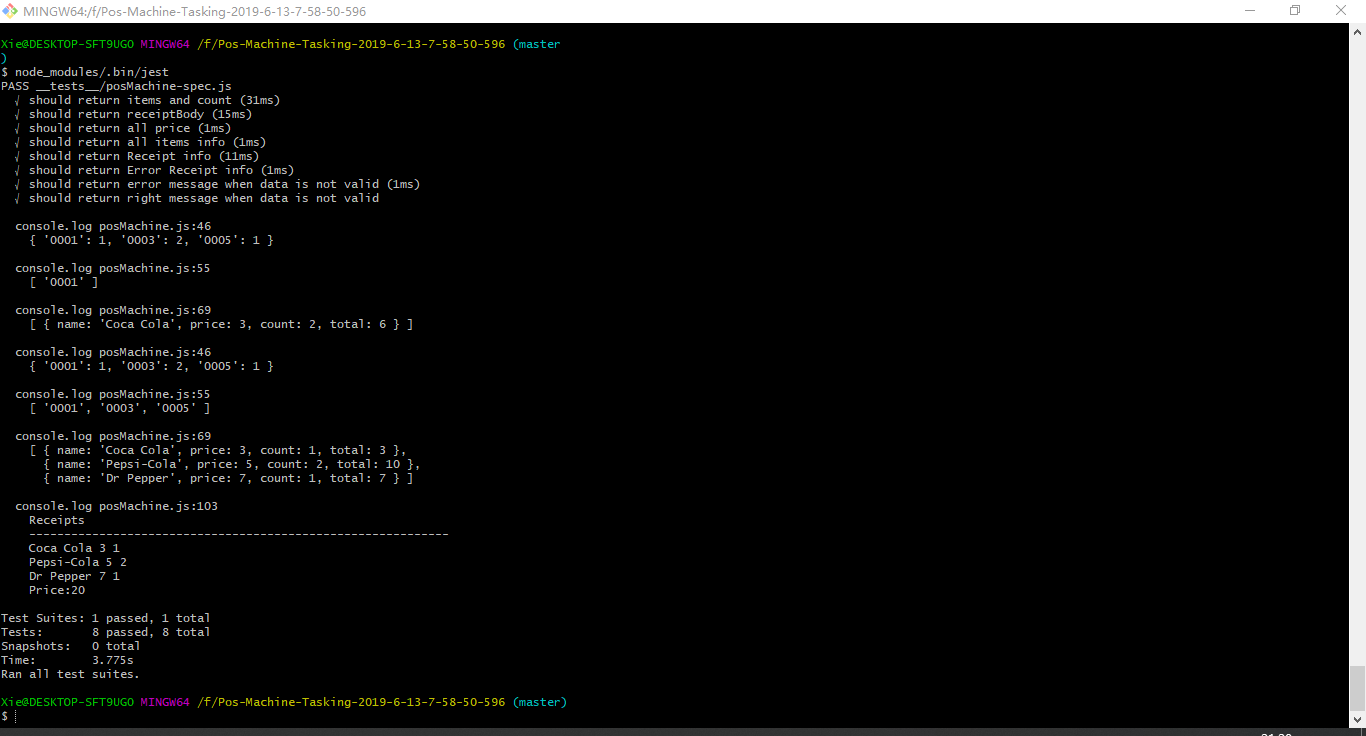 MINGW64:/f/Pos-Machine-Tasking-2019-6-13-7-58-50-596
Xie@DESKTOP-SFT9UGO MINGW64 /f/Pos-Machine-Tasking-2019-6-13-7-58-50-596 (master
)
$ node_modules/.bin/jest
PASS __tests__/posMachine-spec.js
√ should return items and count (31ms)
√ should return receiptBody (15ms)
√ should return all price (1ms)
√ should return all items info (1ms)
√ should return Receipt info (11ms)
√ should return Error Receipt info (1ms)
√ should return error message when data is not valid (1ms)
√ should return right message when data is not valid
console.log posMachine.js:46
{ '0001': 1, '0003': 2, '0005': 1 }
console.log posMachine.js:55
[ '0001' ]
console.log posMachine.js:69
[ { name: 'Coca Cola', price: 3, count: 2, total: 6 } ]
console.log posMachine.js:46
{ '0001': 1, '0003': 2, '0005': 1 }
console.log posMachine.js:55
[ '0001', '0003', '0005' ]
console.log posMachine.js:69
[ { name: 'Coca Cola', price: 3, count: 1, total: 3 },
{ name: 'Pepsi-Cola', price: 5, count: 2, total: 10 },
{ name: 'Dr Pepper', price: 7, count: 1, total: 7 } ]
console.log posMachine.js:103
Receipts
------------------------------------------------------------
Coca Cola 3 1
Pepsi-Cola 5 2
Dr Pepper 7 1
Price:20
Test Suites: 1 passed, 1 total
Tests: 8 passed, 8 total
Snapshots: 0 total
Time: 3.775s
Ran all test suites.
Xie@DESKTOP-SFT9UGO MINGW64 /f/Pos-Machine-Tasking-2019-6-13-7-58-50-596 (master)
$